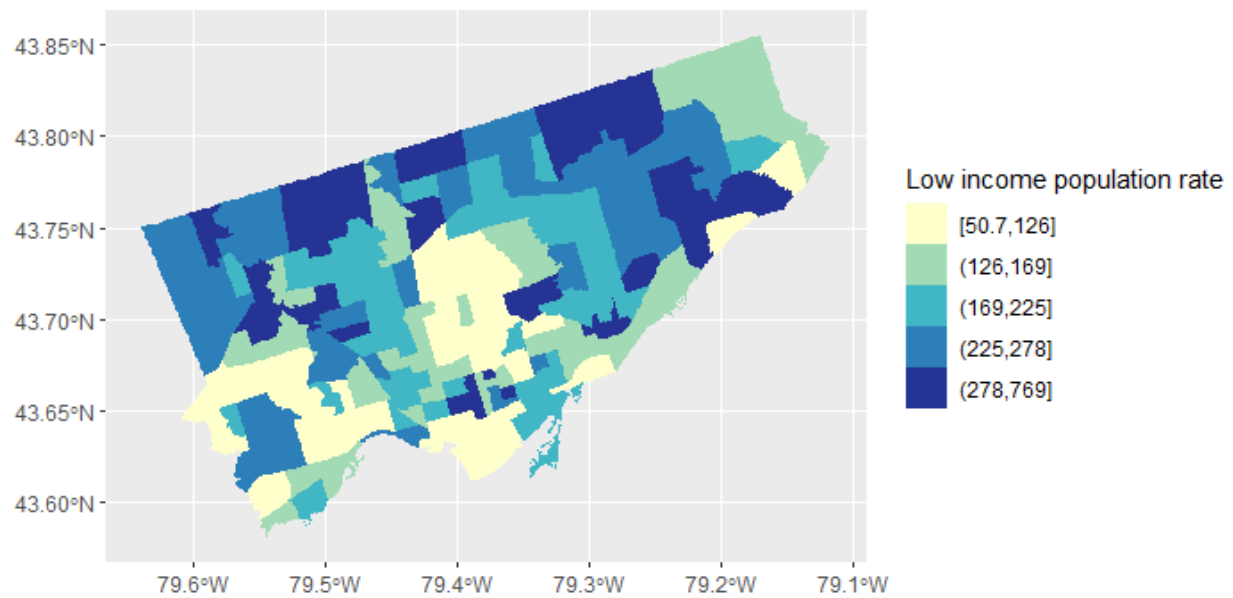 43.85°N
43.80°N
43.75°N
43.70°N
43.65°N
43.60°N
79.6°W 79.5°W 79.4°W 79.3°W 79.2°W 79.1°W
Low income population rate
[50.7,126]
(126,169]
(169,225]
(225,278]
(278,769]